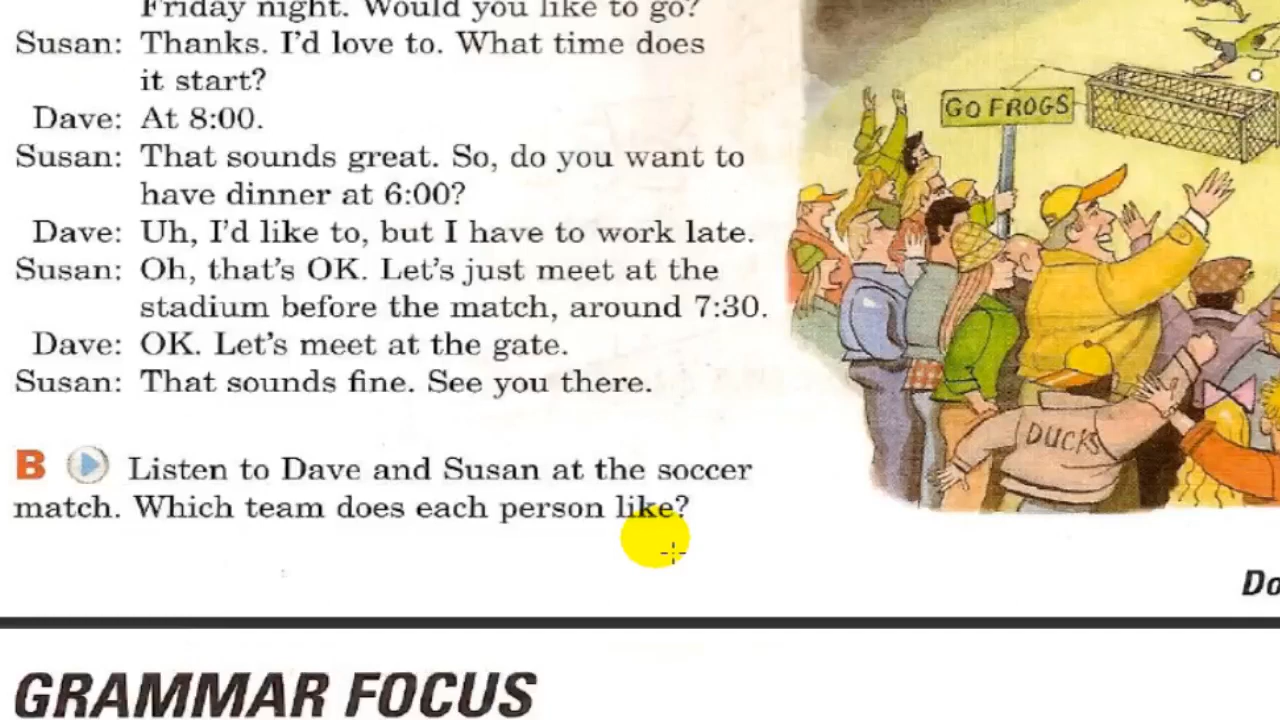 Friday night. Would you like to go?
Susan: Thanks. I'd love to. What time does
it start?
Dave: At 8:00.
Susan: That sounds great. So, do you want to
have dinner at 6:00?
Dave: Uh, I'd like to, but I have to work late.
Susan: Oh, that's OK. Let's just meet at the
stadium before the match, around 7:30.
Dave: OK. Let's meet at the gate.
Susan: That sounds fine. See you there.
B Listen to Dave and Susan at the soccer
match. Which team does each person like?
GO FROGS
DUCKS
GRAMMAR FOCUS